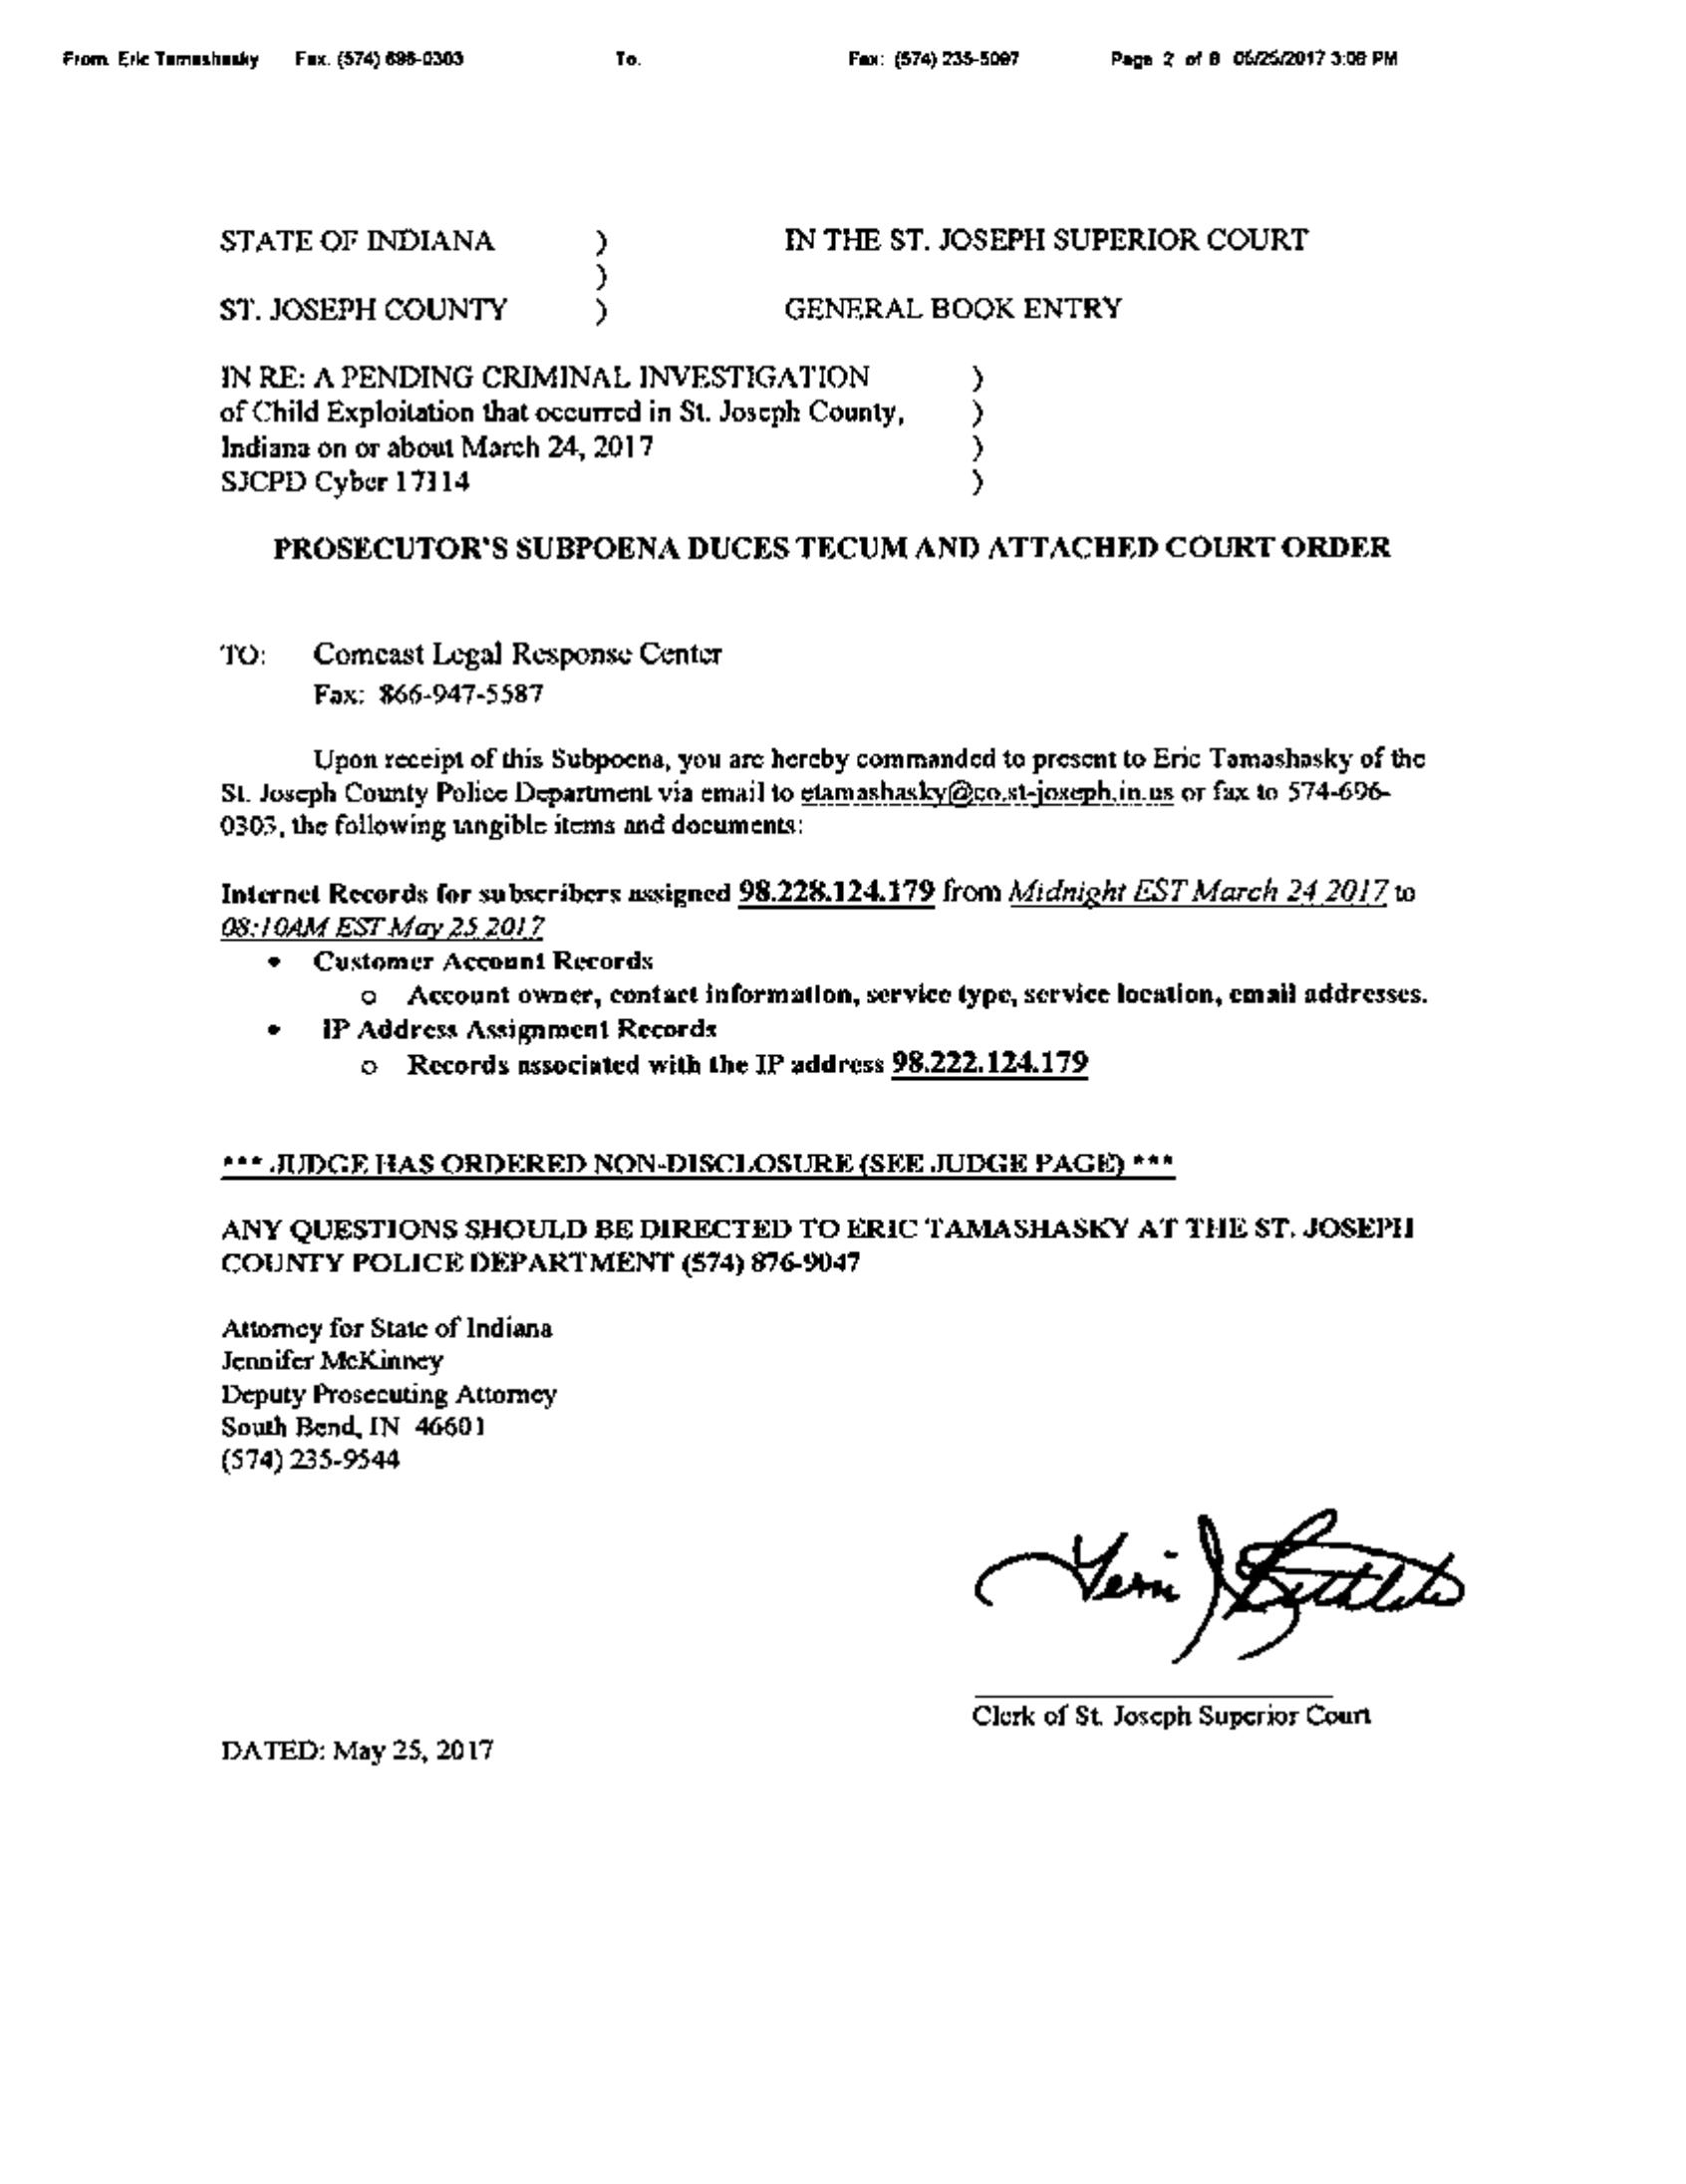 From: Eric Tamashasky Fax: (574) 696-0303 To: Fax: (574) 235-5097 Page 2 of 8 05/25/2017 3:08 PM
STATE OF INDIANA ) IN THE ST. JOSEPH SUPERIOR COURT
)
ST. JOSEPH COUNTY ) GENERAL BOOK ENTRY
IN RE: A PENDING CRIMINAL INVESTIGATION )
of Child Exploitation that occurred in St. Joseph County, )
Indiana on or about March 24, 2017 )
SJCPD Cyber 17114 )
PROSECUTOR'S SUBPOENA DUCES TECUM AND ATTACHED COURT ORDER
TO: Comcast Legal Response Center
Fax: 866-947-5587
Upon receipt of this Subpoena, you are hereby commanded to present to Eric Tamashasky of the
St. Joseph County Police Department via email to etamashasky@co.st-joseph.in.us or fax to 574-696-
0303, the following tangible items and documents:
Internet Records for subscribers assigned 98.228.124.179 from Midnight EST March 24 2017 to
08:10AM EST May 25 2017
• Customer Account Records
o Account owner, contact information, service type, service location, email addresses.
• IP Address Assignment Records
o Records associated with the IP address 98.222.124.179
*** JUDGE HAS ORDERED NON-DISCLOSURE (SEE JUDGE PAGE) ***
ANY QUESTIONS SHOULD BE DIRECTED TO ERIC TAMASHASKY AT THE ST. JOSEPH
COUNTY POLICE DEPARTMENT (574) 876-9047
Attorney for State of Indiana
Jennifer McKinney
Deputy Prosecuting Attorney
South Bend, IN 46601
(574) 235-9544
Clerk of St. Joseph Superior Court
DATED: May 25, 2017